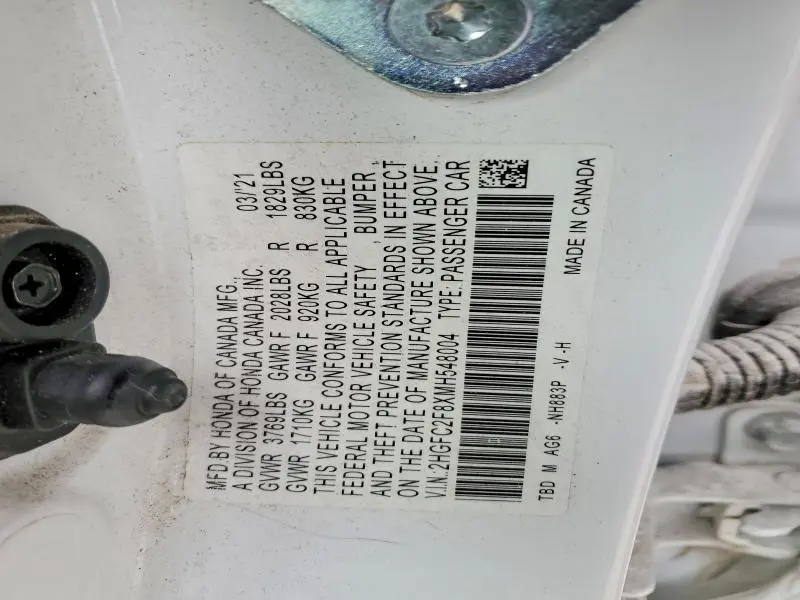 MFD.BY HONDA OF CANADA MFG., 03/'21
A DIVISION OF HONDA CANADA INC.
GVWR 3769LBS GAWR F 2028LBS R 1829LBS
GVWR 1710KG GAWR F 920KG R 830KG
THIS VEHICLE CONFORMS TO ALL APPLICABLE
FEDERAL MOTOR VEHICLE SAFETY, BUMPER,
AND THEFT PREVENTION STANDARDS IN EFFECT
ON THE DATE OF MANUFACTURE SHOWN ABOVE.
V.I.N.:2HGFC2F8XMH548004 TYPE:PASSENGER CAR
TBD M AG6 -NH883P -V -H MADE IN CANADA